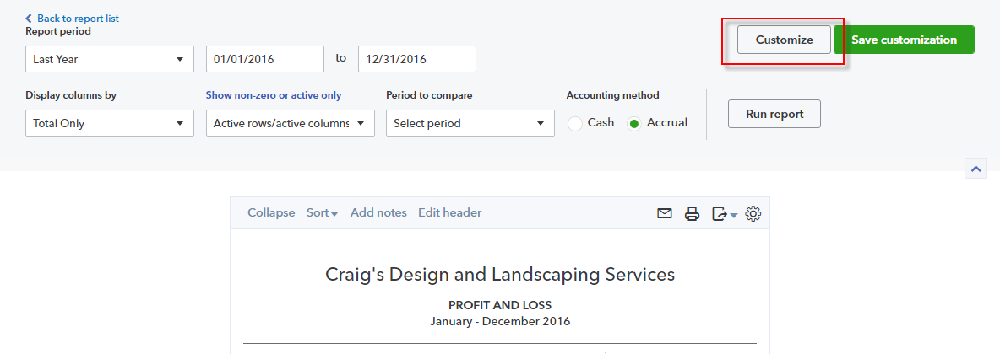 Back to report list
Report period
Last Year 01/01/2016 to 12/31/2016 Customize Save customization
Display columns by Show non-zero or active only Period to compare Accounting method
Total Only Active rows/active columns Select period Cash Accrual Run report
Collapse Sort Add notes Edit header
Craig's Design and Landscaping Services
PROFIT AND LOSS
January - December 2016